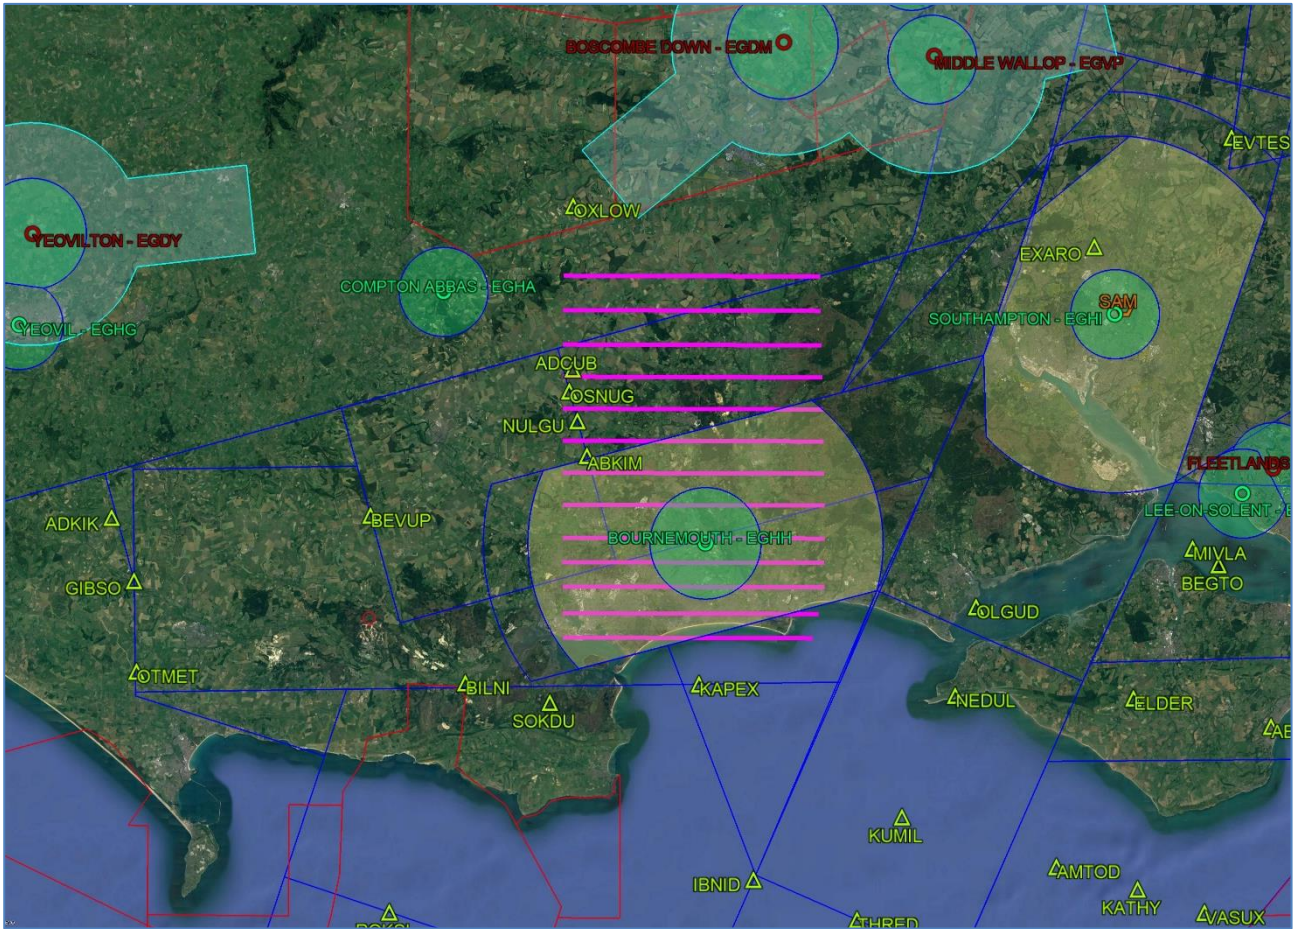 BOSCOMBE DOWN - EGDM
MIDDLE WALLOP - EGVP
EVTES
OXLOW
YEOVILTON - EGDY
EXARO
COMPTON ABBAS - EGHA
SAM
SOUTHAMPTON - EGHI
YEOVIL - EGHG
ADCUB
OSNUG
NULGU
ABKIM
FLEETLANDS
LEE-ON-SOLENT - E
ADKIK
BEVUP
BOURNEMOUTH - EGHH
MIVLA
BEGTO
GIBSO
OLGUD
OTMET
BILNI
KAPEX
NEDUL
ELDER
SOKDU
AB
KUMIL
IBNID
AMTOD
KATHY
VASUX
THRED